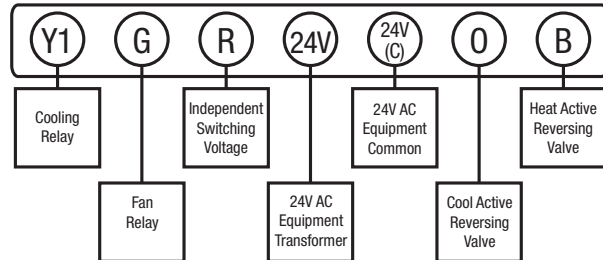 Y1
G
R
24V
24V
(C)
O
B
Cooling
Relay
Independent
Switching
Voltage
24V AC
Equipment
Common
Heat Active
Reversing
Valve
Fan
Relay
24V AC
Equipment
Transformer
Cool Active
Reversing
Valve